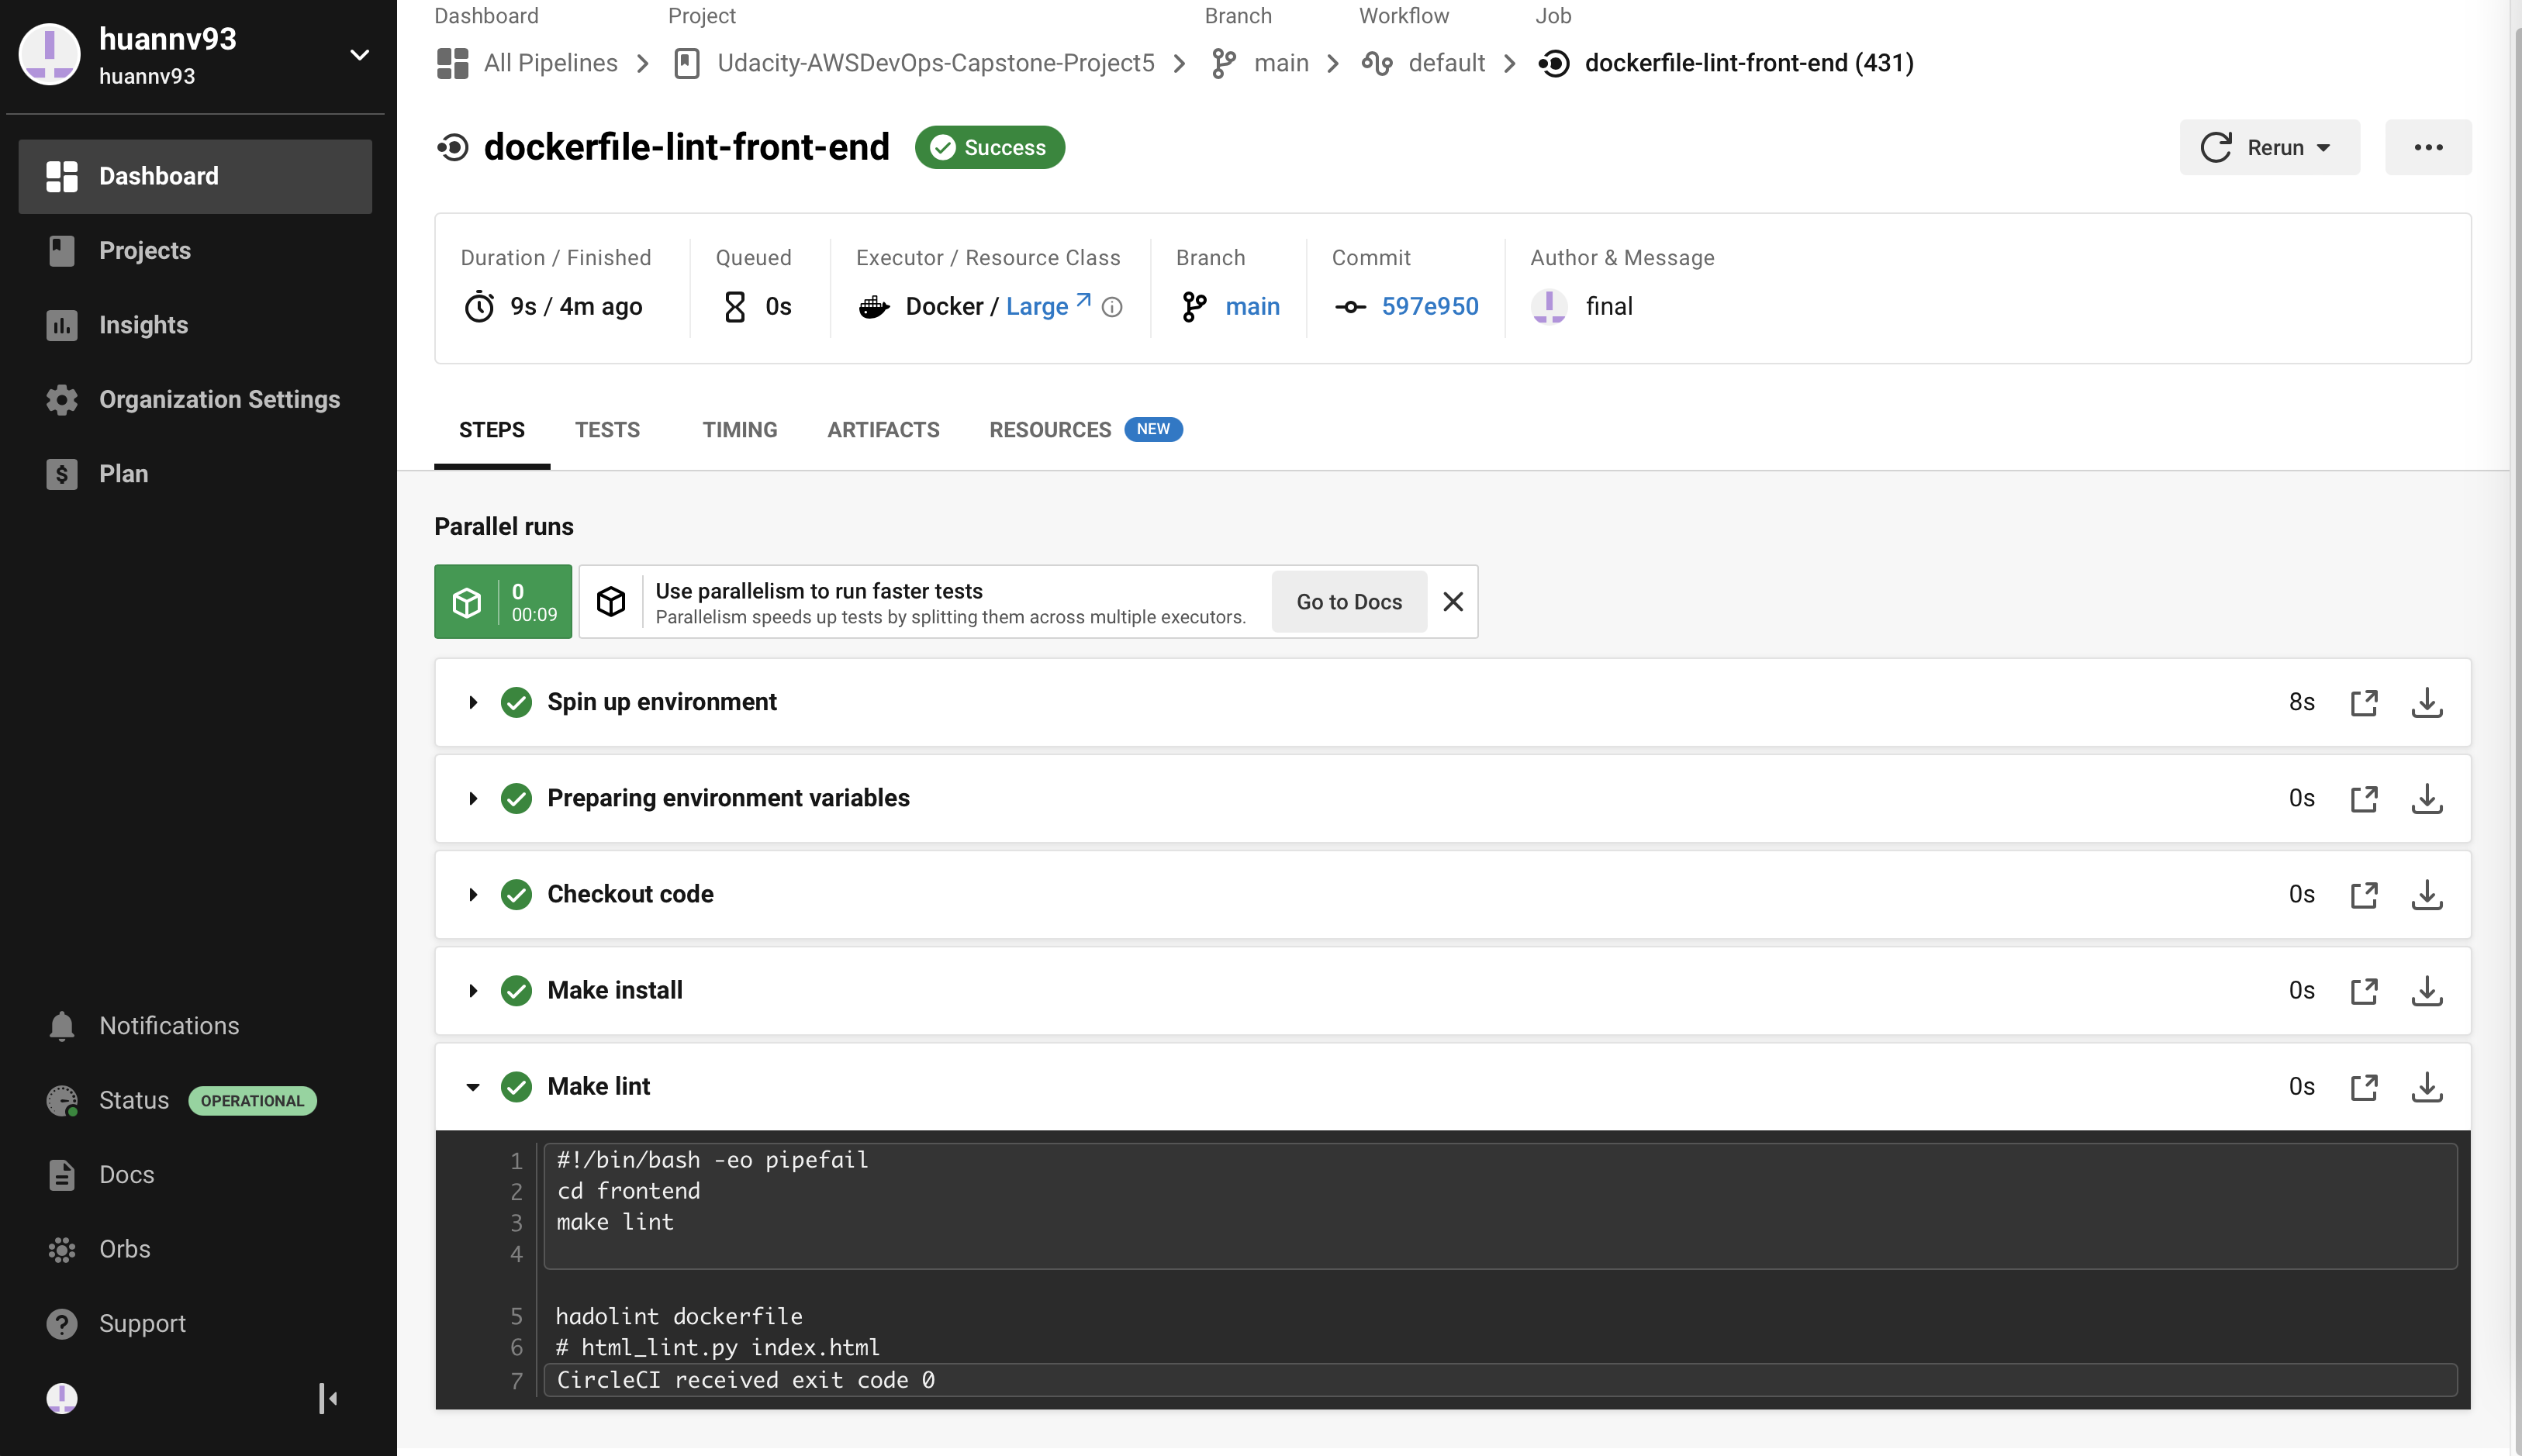 huannv93
huannv93
Dashboard
Projects
Insights
Organization Settings
Plan
Notifications
Status OPERATIONAL
Docs
Orbs
Support
Dashboard Project Branch Workflow Job
All Pipelines Udacity-AWSDevOps-Capstone-Project5 main default dockerfile-lint-front-end (431)
dockerfile-lint-front-end Success Rerun
Duration / Finished Queued Executor / Resource Class Branch Commit Author & Message
9s / 4m ago 0s Docker / Large main 597e950 final
STEPS TESTS TIMING ARTIFACTS RESOURCES NEW
Parallel runs
0
00:09
Use parallelism to run faster tests
Parallelism speeds up tests by splitting them across multiple executors.
Go to Docs
Spin up environment 8s
Preparing environment variables 0s
Checkout code 0s
Make install 0s
Make lint 0s
1 #!/bin/bash -eo pipefail
2 cd frontend
3 make lint
4
5 hadolint dockerfile
6 # html_lint.py index.html
7 CircleCI received exit code 0